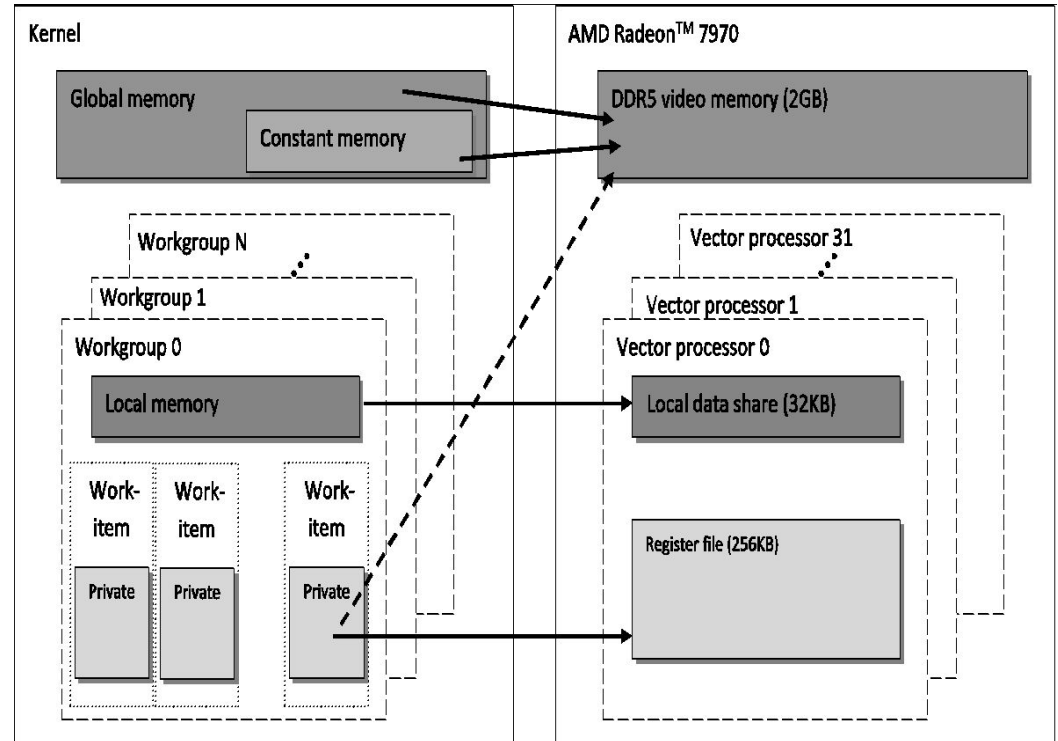 Kernel
Global memory
Constant memory
Workgroup N
Workgroup 1
Workgroup 0
Local memory
Work-
item
Work-
item
Work-
item
Private
Private
Private
AMD Radeon™ 7970
DDR5 video memory (2GB)
Vector processor 31
Vector processor 1
Vector processor 0
Local data share (32KB)
Register file (256KB)